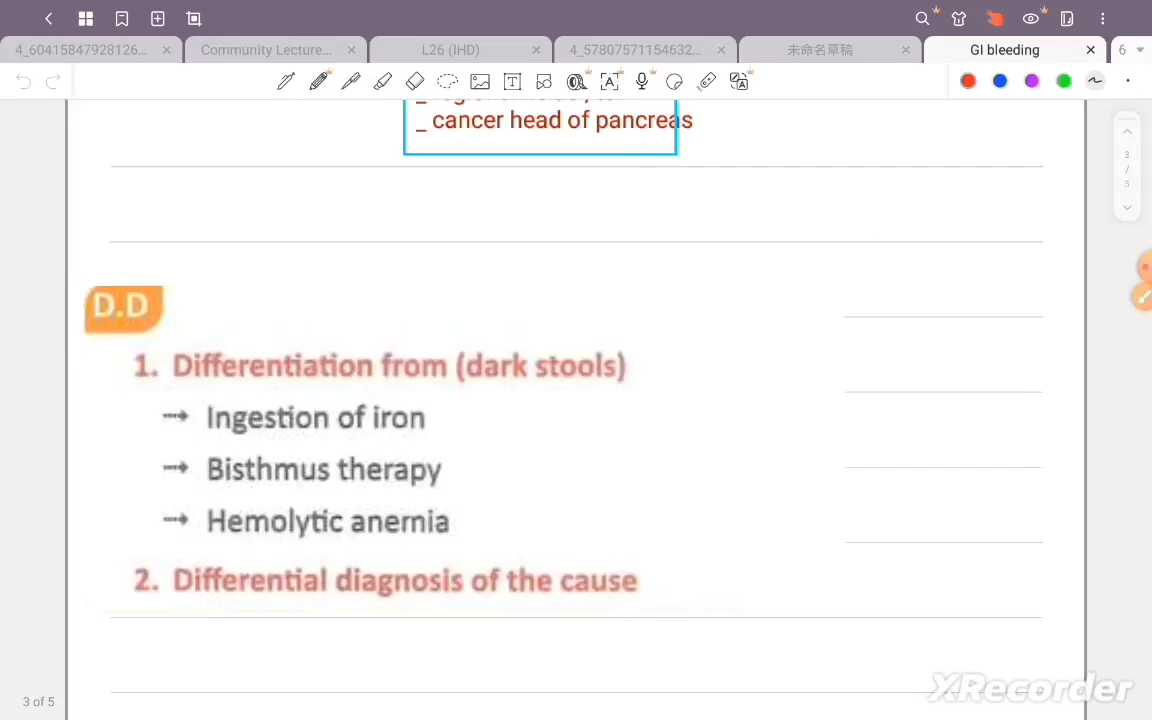 4_60415847928126...
Community Lecture...
L26 (IHD)
4_57807571154632...
未命名草稿
GI bleeding
6
_ cancer head of pancreas
3
/
5
D.D
1. Differentiation from (dark stools)
→ Ingestion of iron
→ Bisthmus therapy
→ Hemolytic anernia
2. Differential diagnosis of the cause
3 of 5
XRecorder